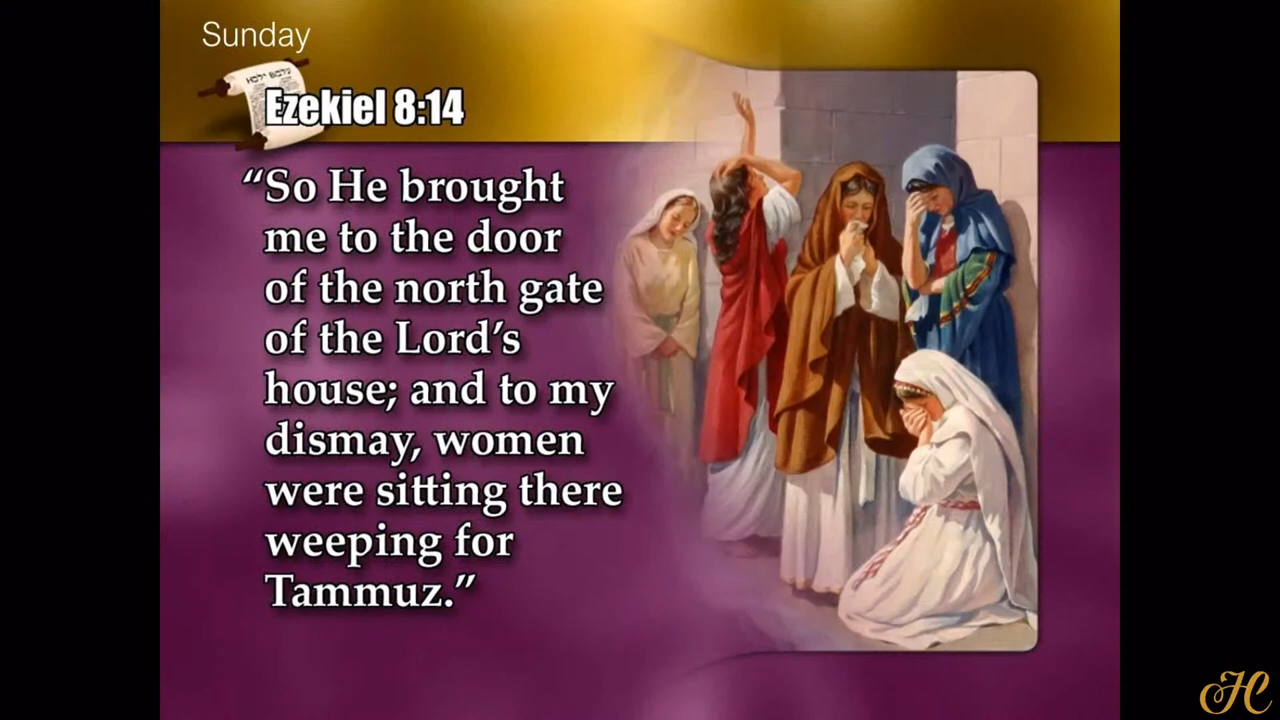 Sunday
Ezekiel 8:14
“So He brought
me to the door
of the north gate
of the Lord’s
house; and to my
dismay, women
were sitting there
weeping for
Tammuz.”